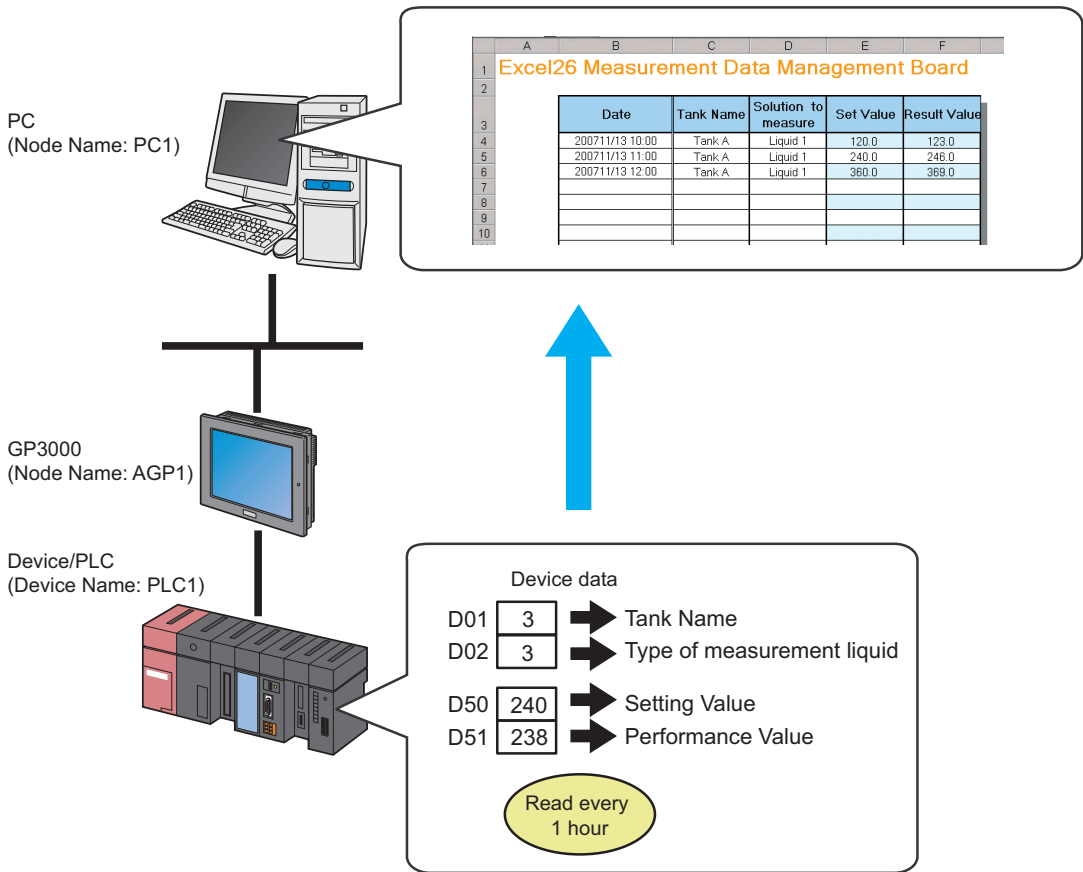 A B C D E F
1 Excel26 Measurement Data Management Board
2
3 Date Tank Name Solution to measure Set Value Result Value
4 200711/13 10:00 Tank A Liquid 1 120.0 123.0
5 200711/13 11:00 Tank A Liquid 1 240.0 246.0
6 200711/13 12:00 Tank A Liquid 1 360.0 369.0
7
8
9
10
PC
(Node Name: PC1)
GP3000
(Node Name: AGP1)
Device/PLC
(Device Name: PLC1)
Device data
D01 3 Tank Name
D02 3 Type of measurement liquid
D50 240 Setting Value
D51 238 Performance Value
Read every
1 hour